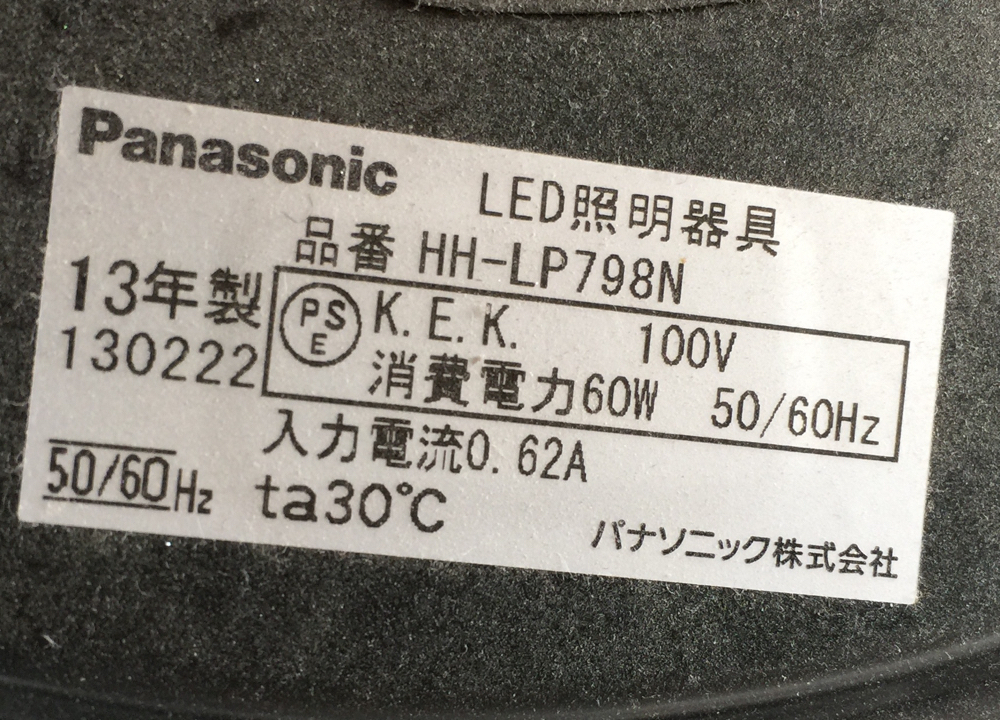 Panasonic LED照明器具
品番 HH-LP798N
13年製
130222
PSE K.E.K. 100V
消費電力60W 50/60Hz
入力電流0.62A
50/60Hz ta30℃
パナソニック株式会社